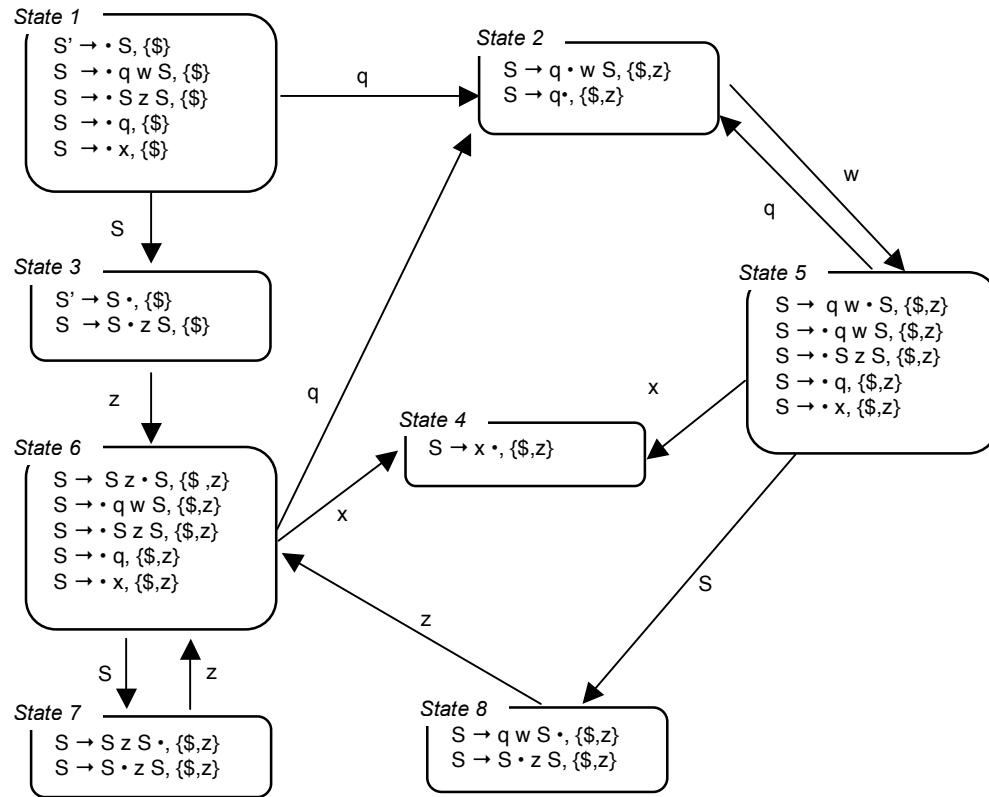 State 1
S’ → • S, {$}
S → • q w S, {$}
S → • S z S, {$}
S → • q, {$}
S → • x, {$}
q
State 2
S → q • w S, {$,z}
S → q•, {$,z}
w
q
S
State 3
S’ → S •, {$}
S → S • z S, {$}
State 5
S → q w • S, {$,z}
S → • q w S, {$,z}
S → • S z S, {$,z}
S → • q, {$,z}
S → • x, {$,z}
z
q
x
State 4
S → x •, {$,z}
State 6
S → S z • S, {$ ,z}
S → • q w S, {$,z}
S → • S z S, {$,z}
S → • q, {$,z}
S → • x, {$,z}
x
S
z
S
z
State 7
S → S z S •, {$,z}
S → S • z S, {$,z}
State 8
S → q w S •, {$,z}
S → S • z S, {$,z}